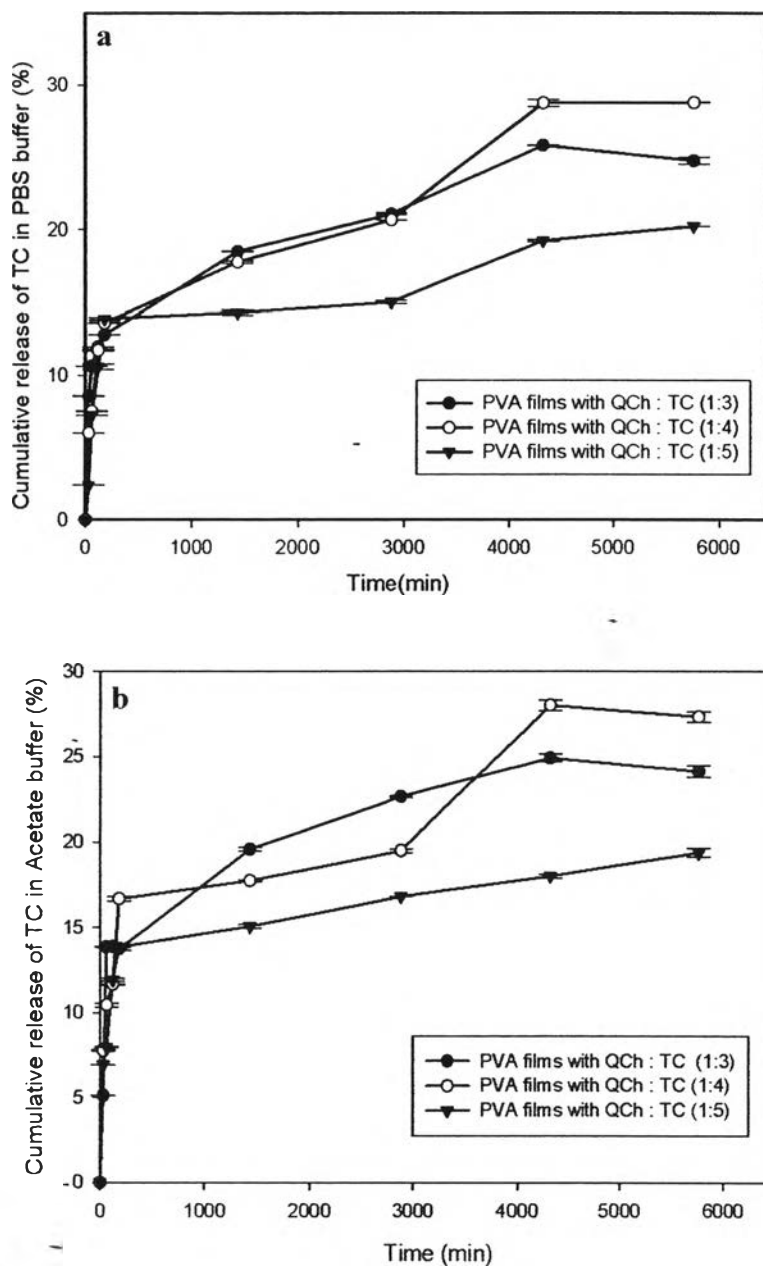 a
Cumulative release of TC in PBS buffer (%)
30
20
10
0
PVA films with QCh : TC (1:3)
PVA films with QCh : TC (1:4)
PVA films with QCh : TC (1:5)
0 1000 2000 3000 4000 5000 6000
Time(min)
b
Cumulative release of TC in Acetate buffer (%)
30
25
20
15
10
5
0
PVA films with QCh : TC (1:3)
PVA films with QCh : TC (1:4)
PVA films with QCh : TC (1:5)
0 1000 2000 3000 4000 5000 6000
Time (min)